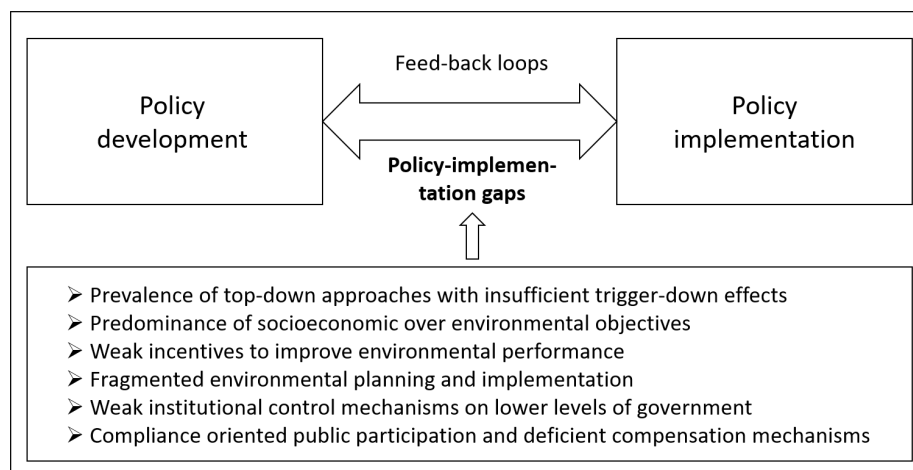 Feed-back loops
Policy
development
Policy
implementation
Policy-implemen-
tation gaps
➢ Prevalence of top-down approaches with insufficient trigger-down effects
➢ Predominance of socioeconomic over environmental objectives
➢ Weak incentives to improve environmental performance
➢ Fragmented environmental planning and implementation
➢ Weak institutional control mechanisms on lower levels of government
➢ Compliance oriented public participation and deficient compensation mechanisms